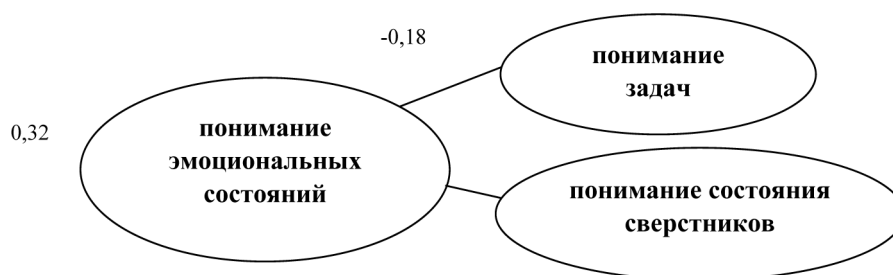 -0,18
понимание
задач
0,32
понимание
эмоциональных
состояний
понимание состояния
сверстников